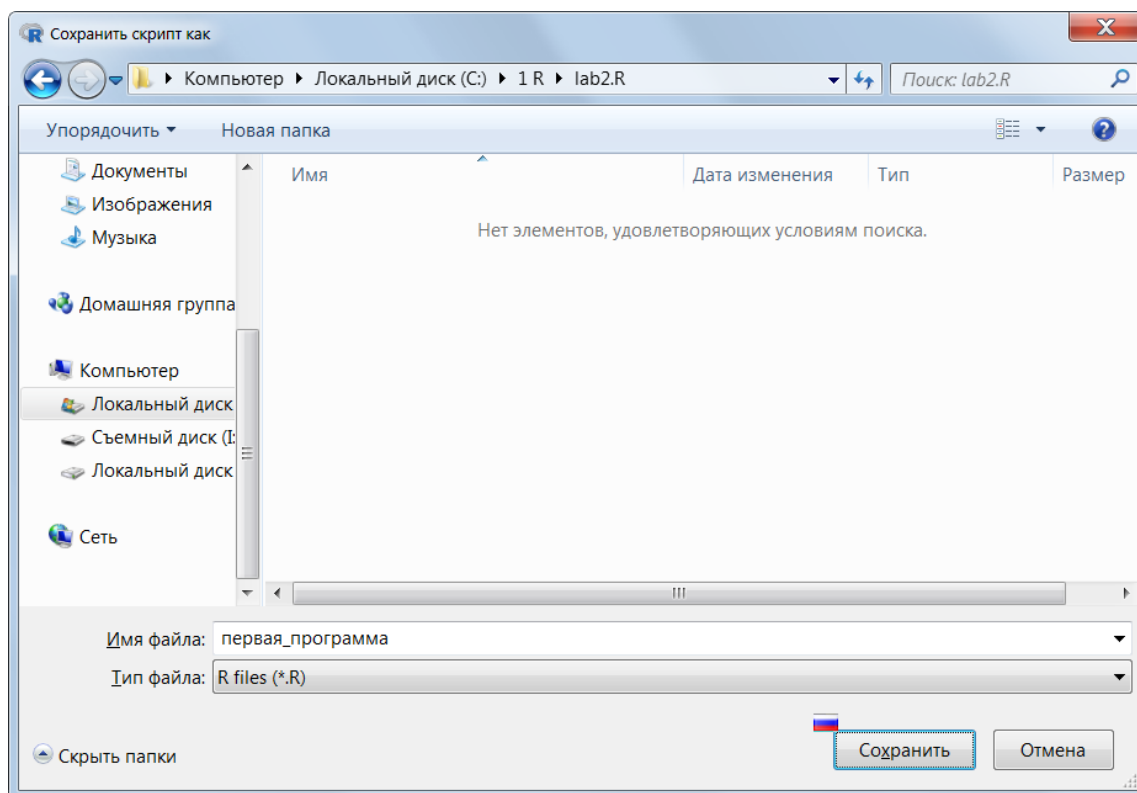 Сохранить скрипт как
Компьютер Локальный диск (C:) 1 R lab2.R Поиск: lab2.R
Упорядочить Новая папка
Документы
Изображения
Музыка
Домашняя группа
Компьютер
Локальный диск
Съемный диск (I:
Локальный диск
Сеть
Имя Дата изменения Тип Размер
Нет элементов, удовлетворяющих условиям поиска.
Имя файла: первая_программа
Тип файла: R files (*.R)
Скрыть папки Сохранить Отмена